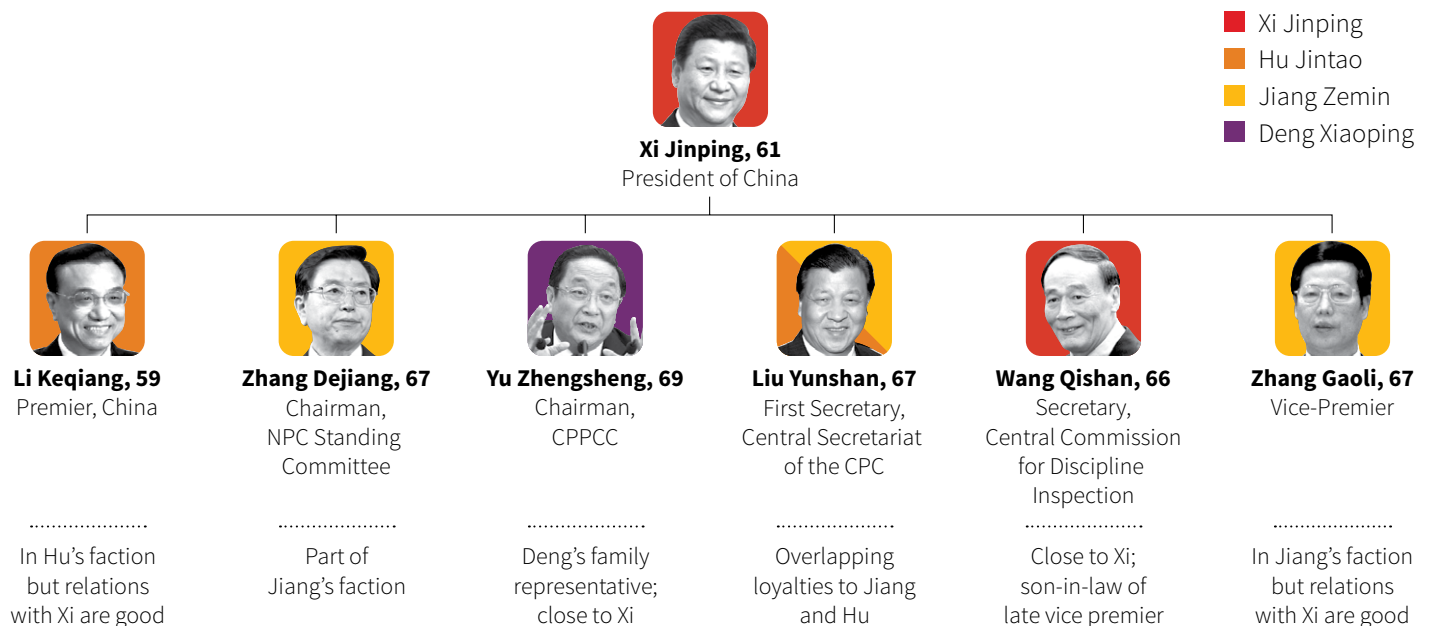 Xi Jinping
Hu Jintao
Jiang Zemin
Deng Xiaoping
Xi Jinping, 61
President of China
Li Keqiang, 59
Premier, China
Zhang Dejiang, 67
Chairman,
NPC Standing
Committee
Yu Zhengsheng, 69
Chairman,
CPPCC
Liu Yunshan, 67
First Secretary,
Central Secretariat
of the CPC
Wang Qishan, 66
Secretary,
Central Commission
for Discipline
Inspection
Zhang Gaoli, 67
Vice-Premier
In Hu’s faction
but relations
with Xi are good
Part of
Jiang’s faction
Deng’s family
representative;
close to Xi
Overlapping
loyalties to Jiang
and Hu
Close to Xi;
son-in-law of
late vice premier
In Jiang’s faction
but relations
with Xi are good